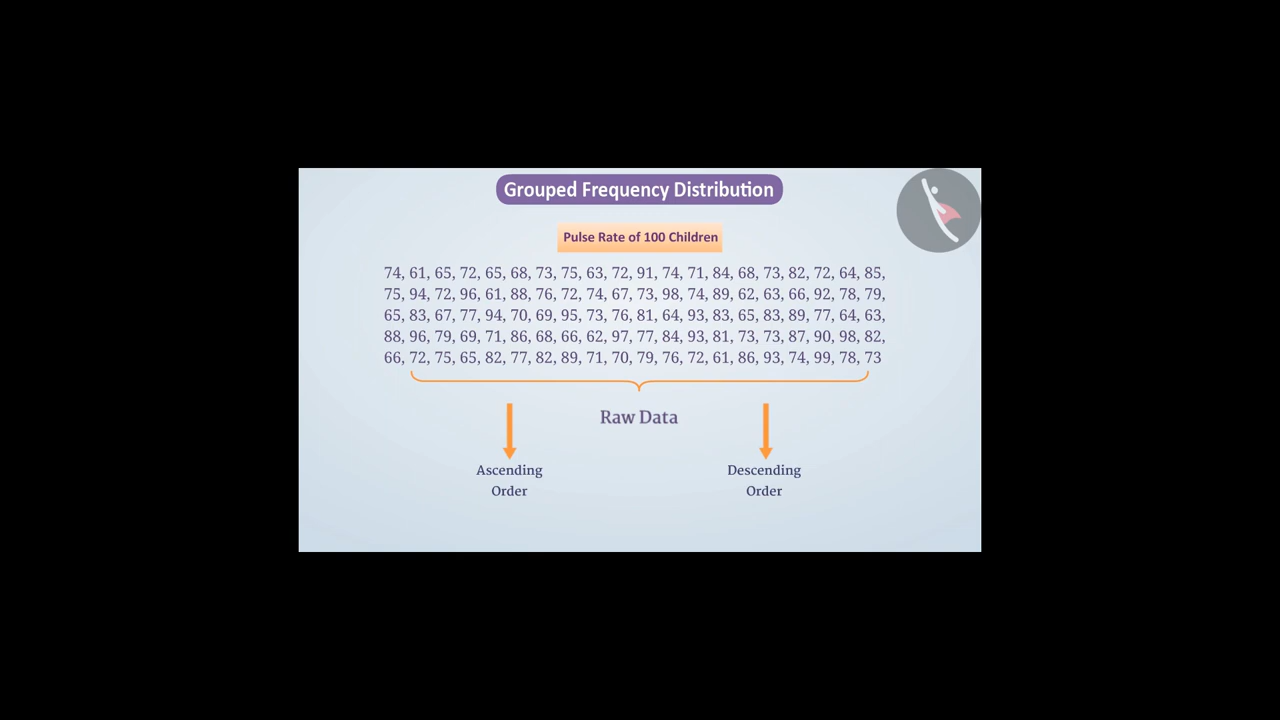 Grouped Frequency Distribution
Pulse Rate of 100 Children
74, 61, 65, 72, 65, 68, 73, 75, 63, 72, 91, 74, 71, 84, 68, 73, 82, 72, 64, 85,
75, 94, 72, 96, 61, 88, 76, 72, 74, 67, 73, 98, 74, 89, 62, 63, 66, 92, 78, 79,
65, 83, 67, 77, 94, 70, 69, 95, 73, 76, 81, 64, 93, 83, 65, 83, 89, 77, 64, 63,
88, 96, 79, 69, 71, 86, 68, 66, 62, 97, 77, 84, 93, 81, 73, 73, 87, 90, 98, 82,
66, 72, 75, 65, 82, 77, 82, 89, 71, 70, 79, 76, 72, 61, 86, 93, 74, 99, 78, 73
Raw Data
Ascending
Order
Descending
Order